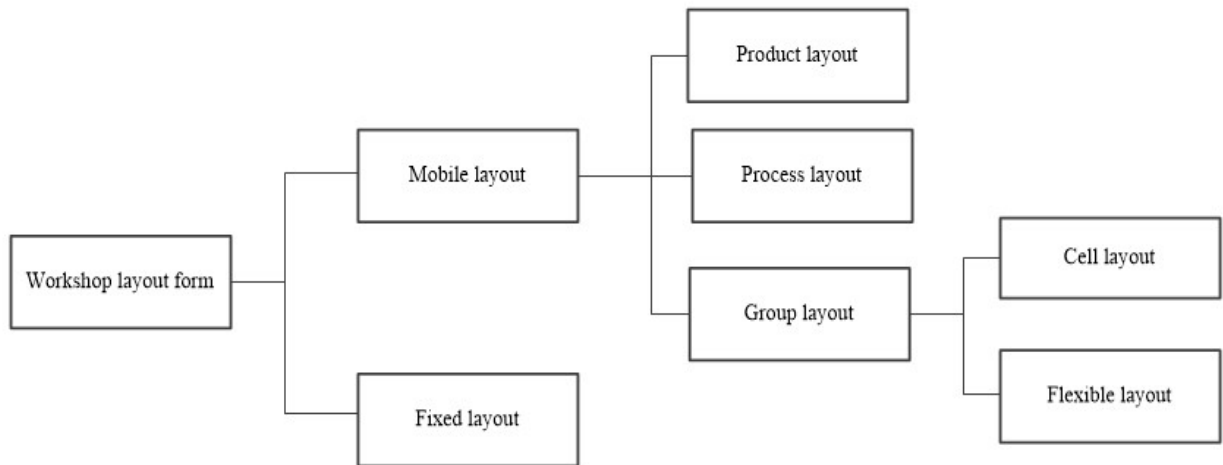 Product layout
Mobile layout
Process layout
Workshop layout form
Cell layout
Group layout
Fixed layout
Flexible layout